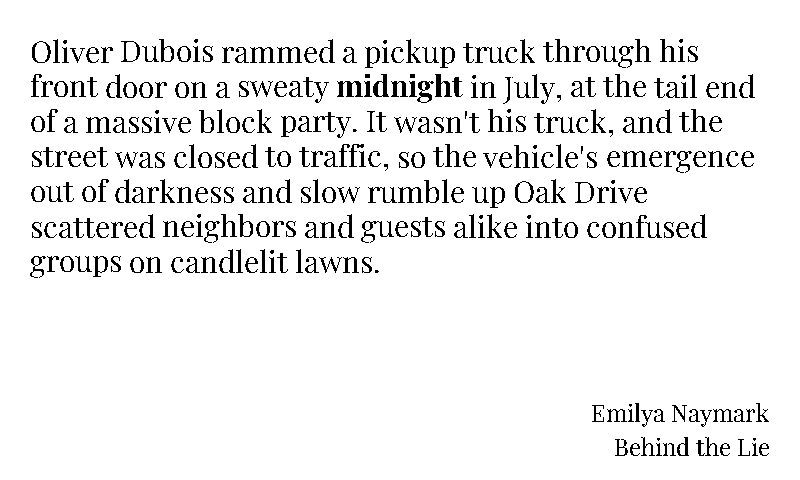 Oliver Dubois rammed a pickup truck through his
front door on a sweaty midnight in July, at the tail end
of a massive block party. It wasn't his truck, and the
street was closed to traffic, so the vehicle's emergence
out of darkness and slow rumble up Oak Drive
scattered neighbors and guests alike into confused
groups on candlelit lawns.
Emilya Naymark
Behind the Lie